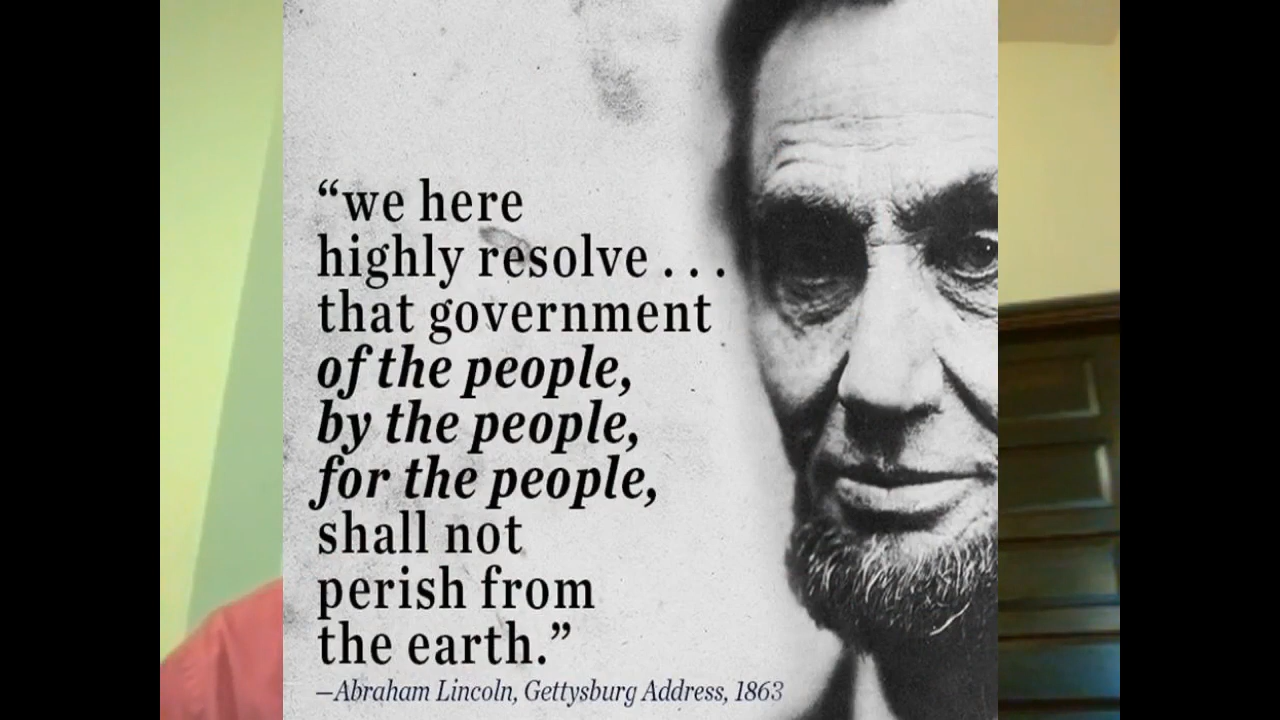 “we here
highly resolve . . .
that government
of the people,
by the people,
for the people,
shall not
perish from
the earth.”
—Abraham Lincoln, Gettysburg Address, 1863